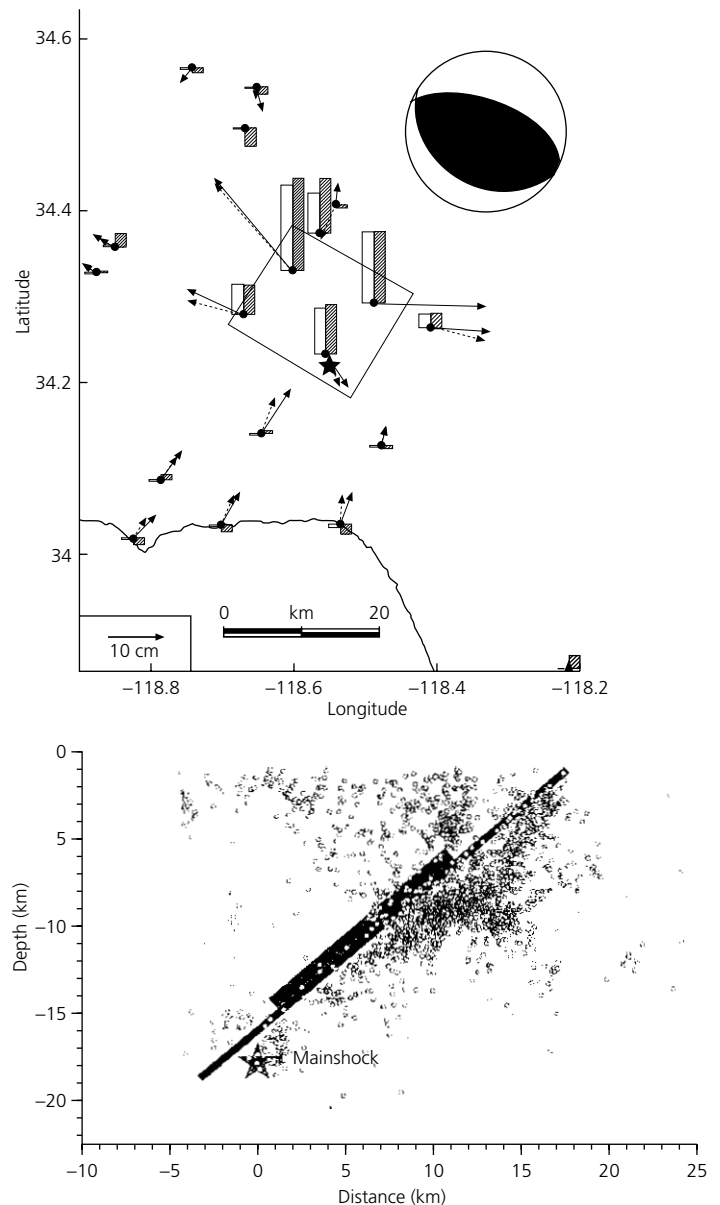 34.6
34.4
Latitude
34.2
34
0 km 20
10 cm
−118.8 −118.6 −118.4 −118.2
Longitude
0
5
−10
Depth (km)
−15
Mainshock
−20
−10 −5 0 5 10 15 20 25
Distance (km)